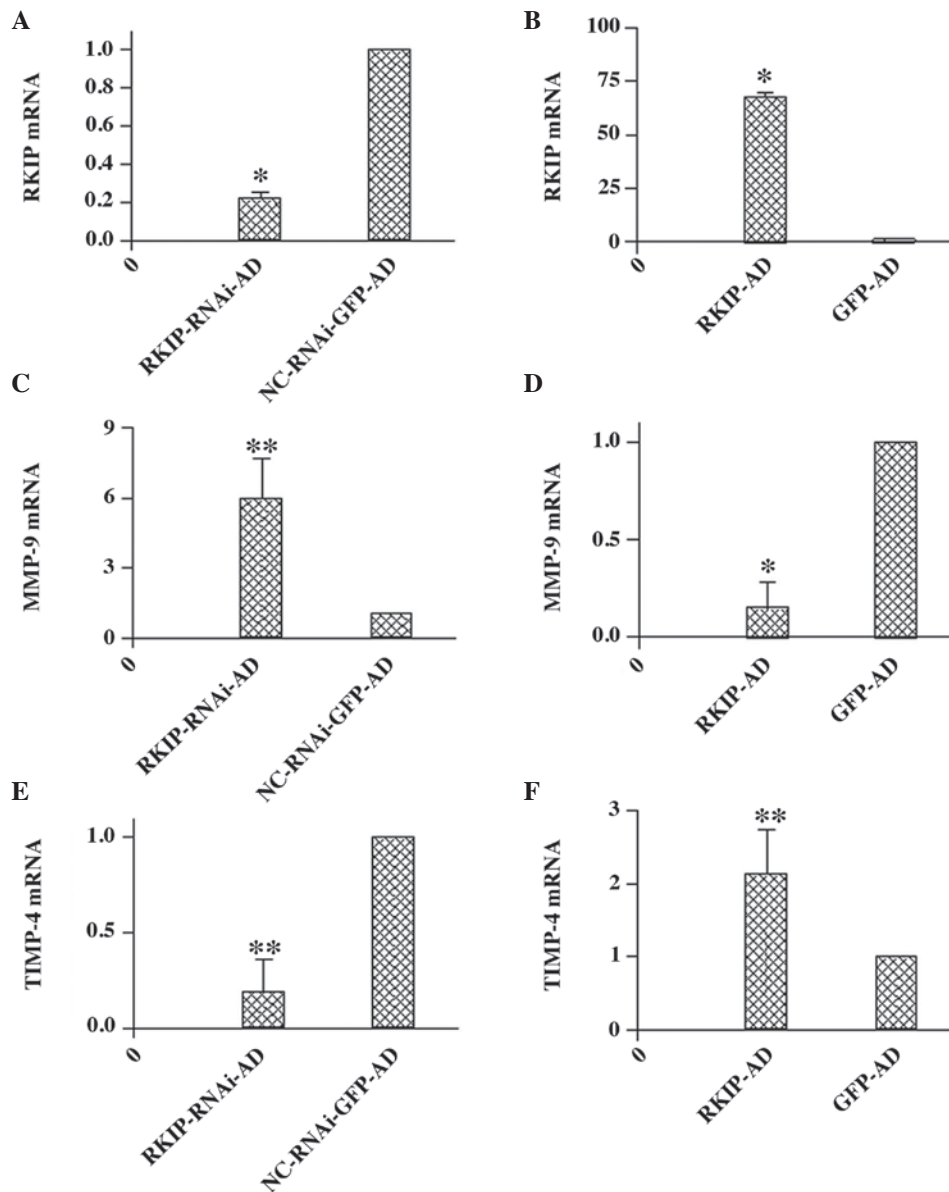 A
RKIP mRNA
1.0
0.8
0.6
0.4
0.2
0.0
*
0
RKIP-RNAi-AD
NC-RNAi-GFP-AD
B
RKIP mRNA
100
75
50
25
0
*
0
RKIP-AD
GFP-AD
C
MMP-9 mRNA
9
6
3
0
**
0
RKIP-RNAi-AD
NC-RNAi-GFP-AD
D
MMP-9 mRNA
1.0
0.5
0.0
*
0
RKIP-AD
GFP-AD
E
TIMP-4 mRNA
1.0
0.5
0.0
**
0
RKIP-RNAi-AD
NC-RNAi-GFP-AD
F
TIMP-4 mRNA
3
2
1
0
**
0
RKIP-AD
GFP-AD